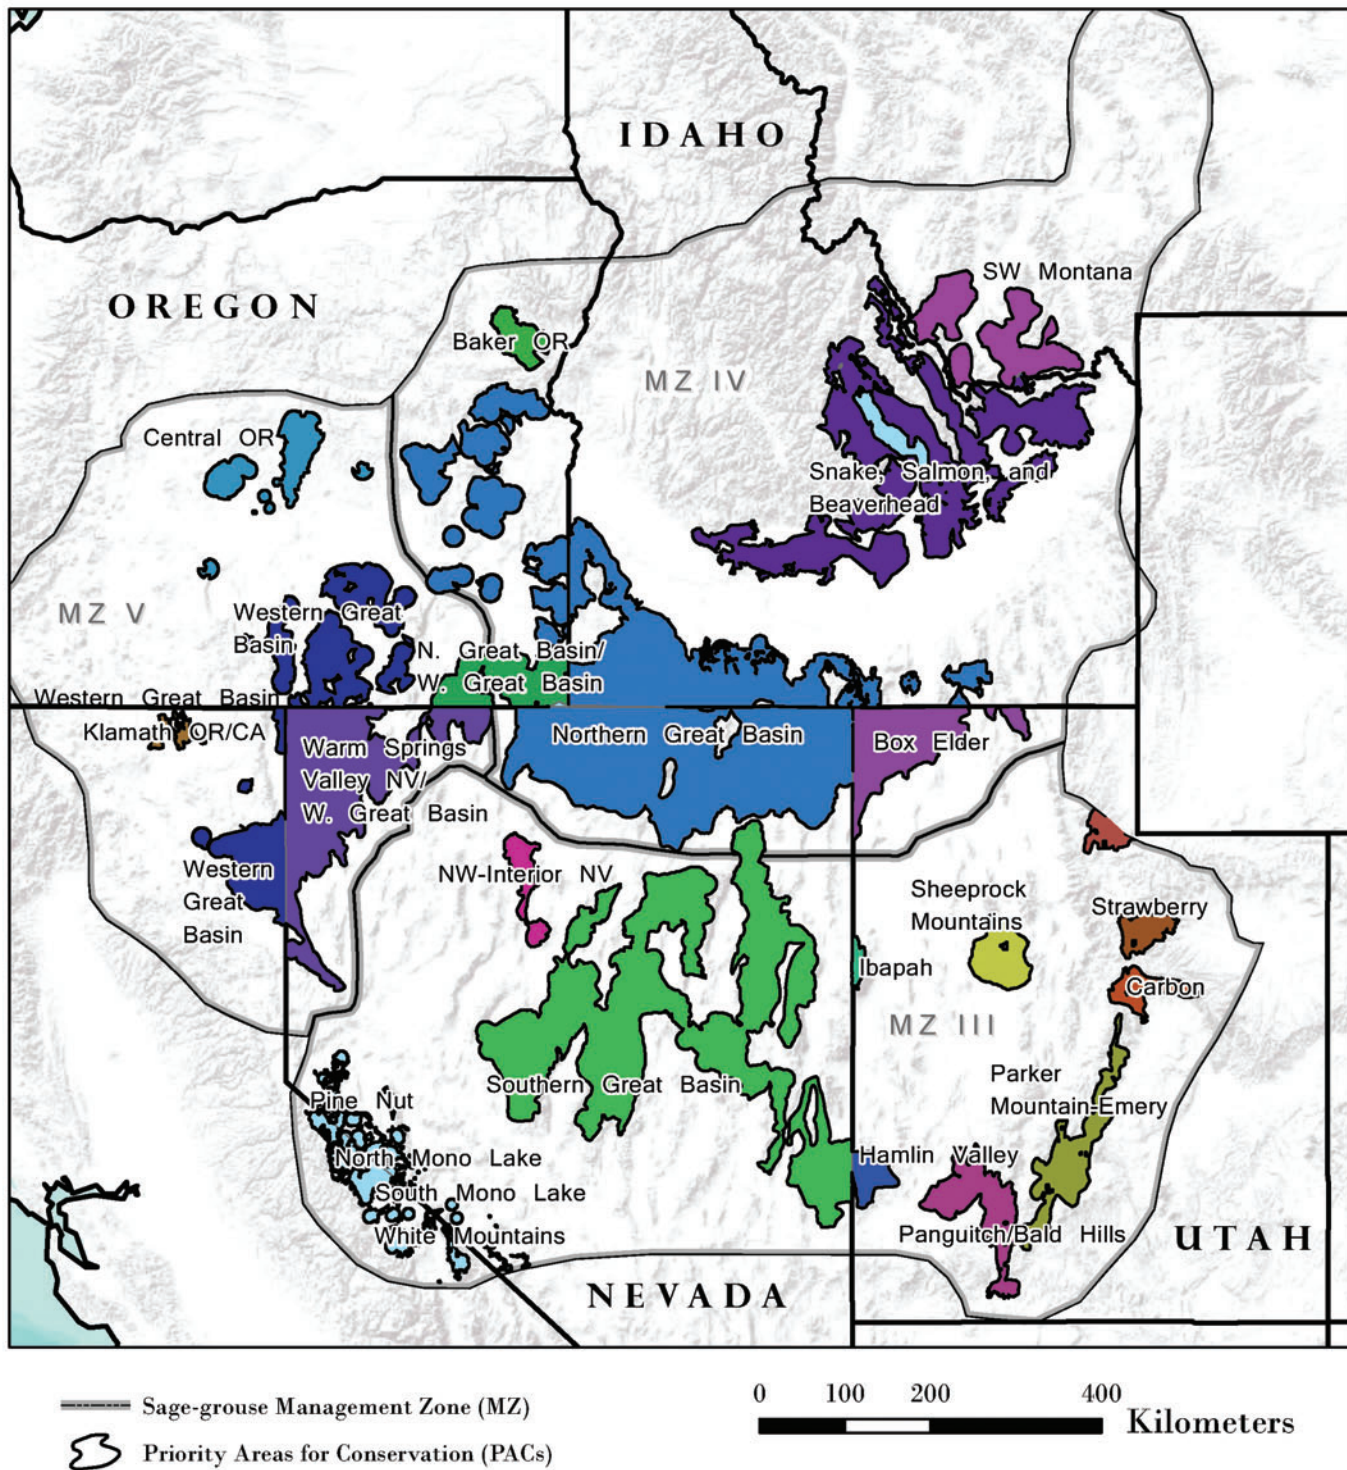 IDAHO
SW Montana
OREGON
Baker OR
MZ IV
Central OR
Snake, Salmon, and
Beaverhead
MZ V
Western Great
Basin
N. Great Basin/
W. Great Basin
Western Great Basin
Klamath OR/CA
Warm Springs
Valley NV/
W. Great Basin
Northern Great Basin
Box Elder
Western
Great
Basin
NW-Interior NV
Sheeprock
Mountains
Strawberry
Ibapah
Carbon
MZ III
Southern Great Basin
Parker
Mountain-Emery
Pine Nut
North Mono Lake
South Mono Lake
White Mountains
Hamlin Valley
Panguitch/Bald Hills
UTAH
NEVADA
Sage-grouse Management Zone (MZ)
Priority Areas for Conservation (PACs)
0 100 200 400
Kilometers